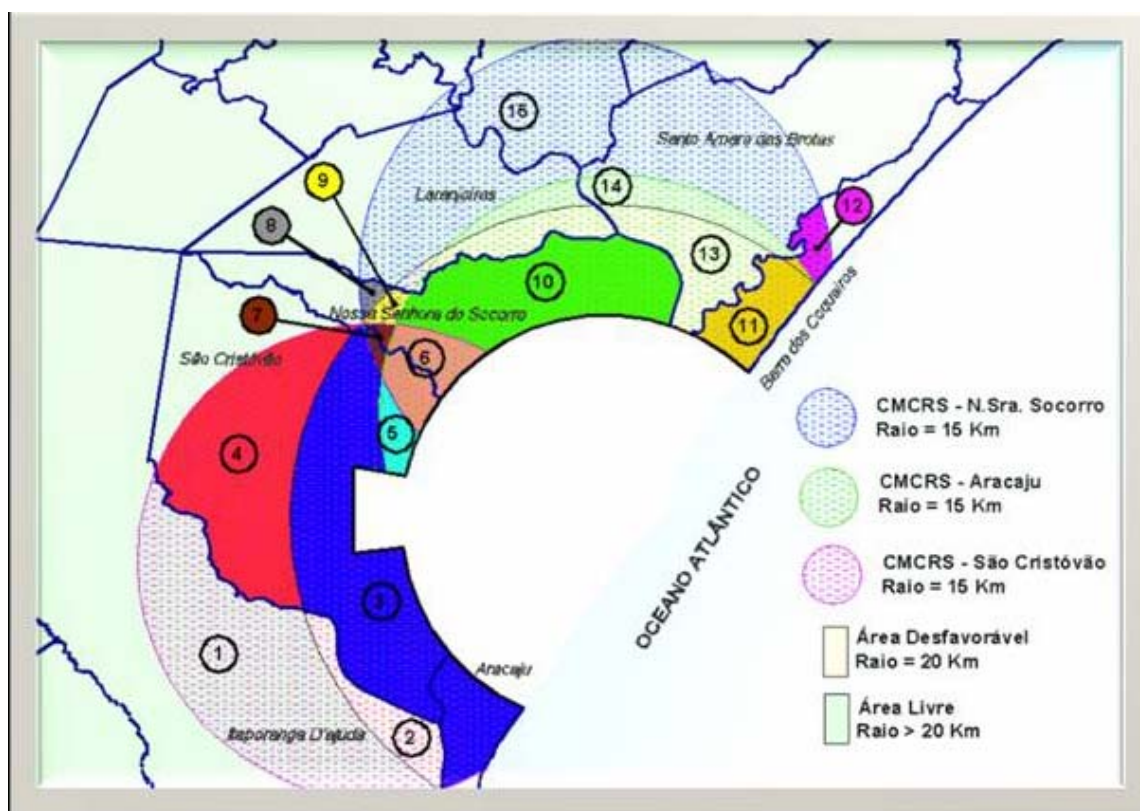 15
Santo Amaro das Brotas
9
14
Laranjeiras
12
8
13
10
Nossa Senhora do Socorro
7
11
Barra dos Coqueiros
São Cristóvão
6
5
4
3
1
Aracaju
Itaporanga D'ajuda
2
OCEANO ATLÂNTICO
CMCRS - N.Sra. Socorro
Raio = 15 Km
CMCRS - Aracaju
Raio = 15 Km
CMCRS - São Cristóvão
Raio = 15 Km
Área Desfavorável
Raio = 20 Km
Área Livre
Raio > 20 Km